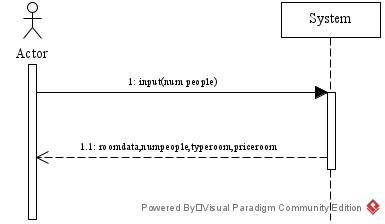 System
Actor
1: input(num people)
1.1: roomdata,numpeople,typeroom,priceroom
Powered By Visual Paradigm Community Edition